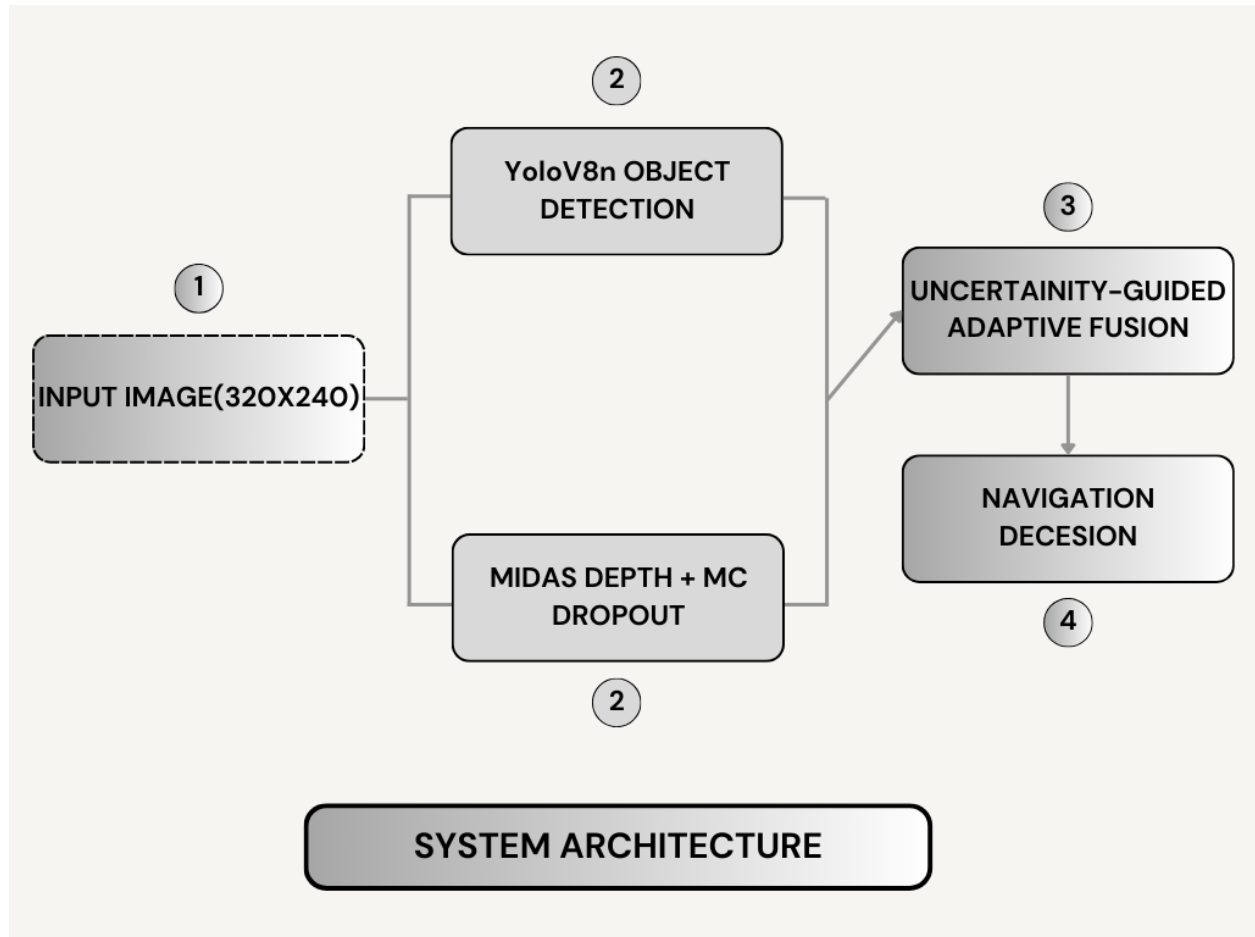 1
INPUT IMAGE(320X240)
2
YoloV8n OBJECT
DETECTION
MIDAS DEPTH + MC
DROPOUT
2
3
UNCERTAINITY-GUIDED
ADAPTIVE FUSION
NAVIGATION
DECESION
4
SYSTEM ARCHITECTURE